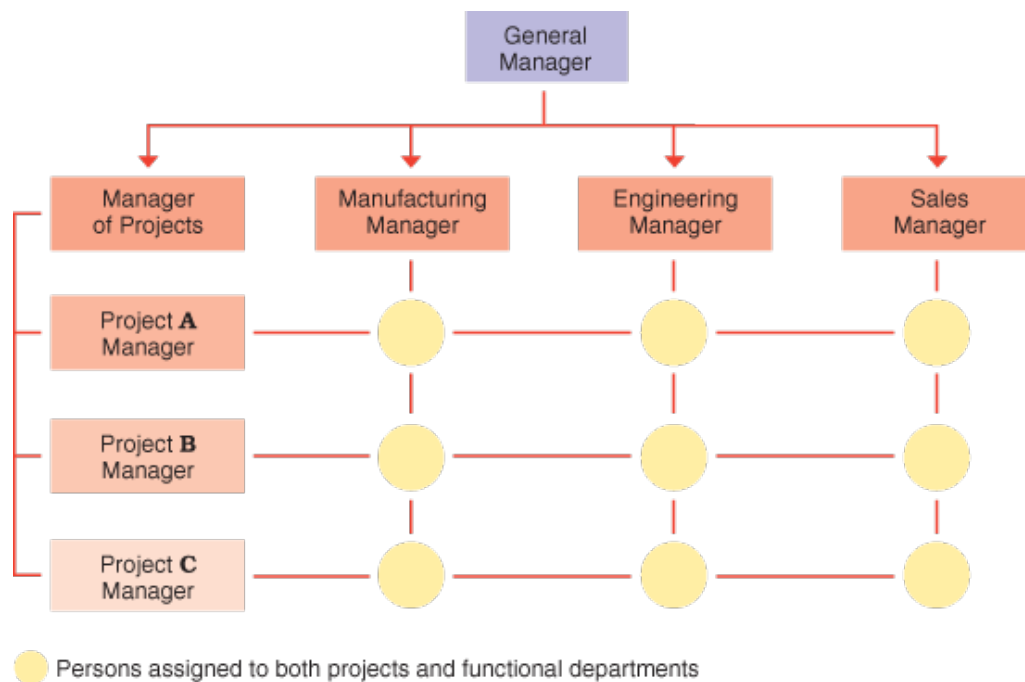 General
Manager
Manager
of Projects
Manufacturing
Manager
Engineering
Manager
Sales
Manager
Project A
Manager
Project B
Manager
Project C
Manager
Persons assigned to both projects and functional departments